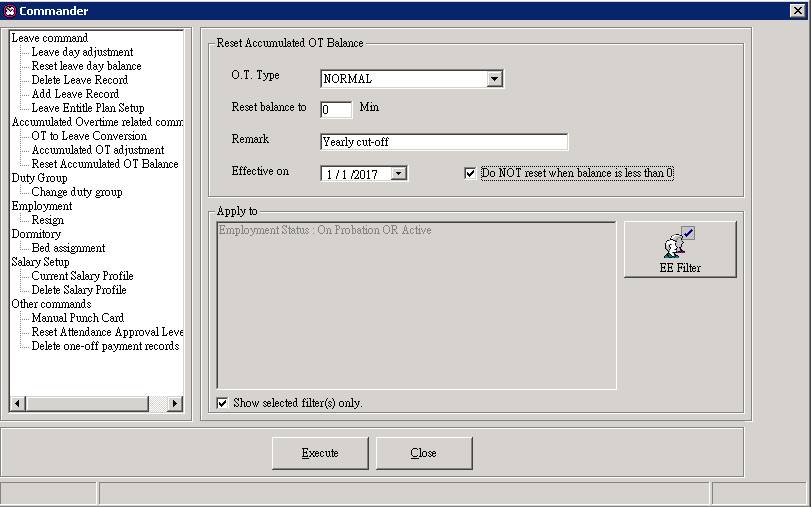 Commander
Leave command
Leave day adjustment
Reset leave day balance
Delete Leave Record
Add Leave Record
Leave Entitle Plan Setup
Accumulated Overtime related comm
OT to Leave Conversion
Accumulated OT adjustment
Reset Accumulated OT Balance
Duty Group
Change duty group
Employment
Resign
Dormitory
Bed assignment
Salary Setup
Current Salary Profile
Delete Salary Profile
Other commands
Manual Punch Card
Reset Attendance Approval Leve
Delete one-off payment records
Reset Accumulated OT Balance
O.T. Type NORMAL
Reset balance to 0 Min
Remark Yearly cut-off
Effective on 1 / 1 /2017 Do NOT reset when balance is less than 0
Apply to
Employment Status : On Probation OR Active
EE Filter
Show selected filter(s) only.
Execute Close